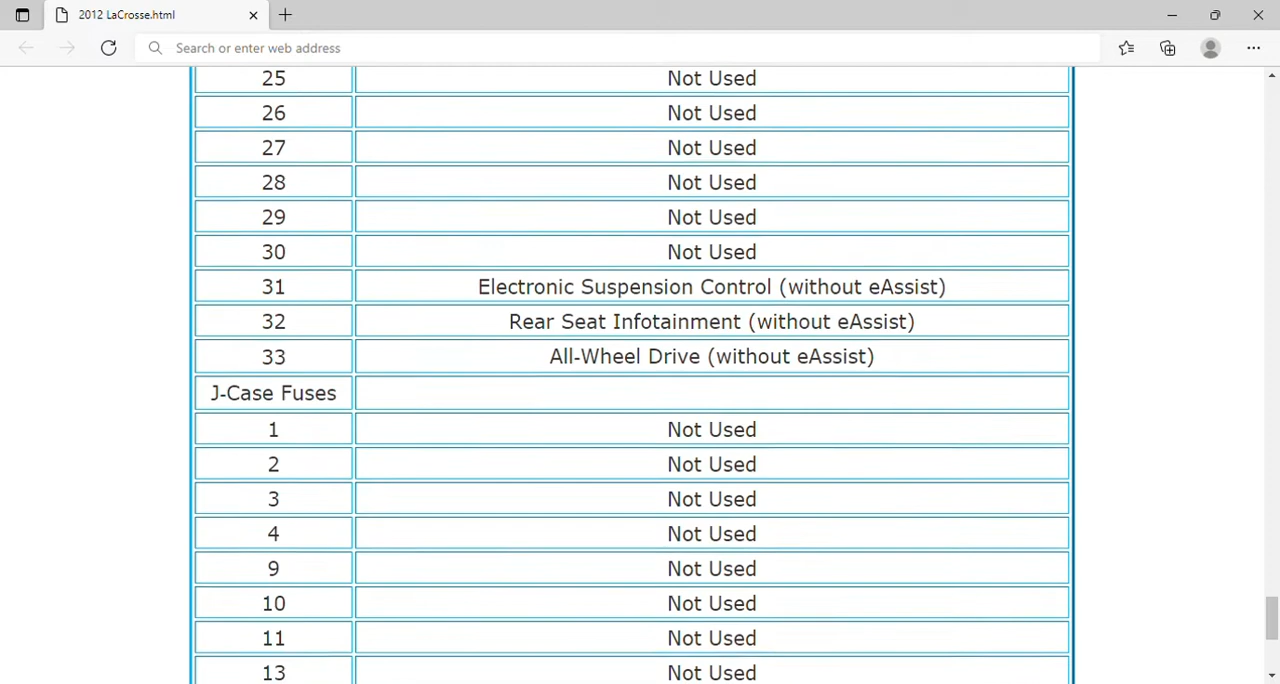 2012 LaCrosse.html
Search or enter web address
25 Not Used
26 Not Used
27 Not Used
28 Not Used
29 Not Used
30 Not Used
31 Electronic Suspension Control (without eAssist)
32 Rear Seat Infotainment (without eAssist)
33 All-Wheel Drive (without eAssist)
J-Case Fuses
1 Not Used
2 Not Used
3 Not Used
4 Not Used
9 Not Used
10 Not Used
11 Not Used
13 Not Used